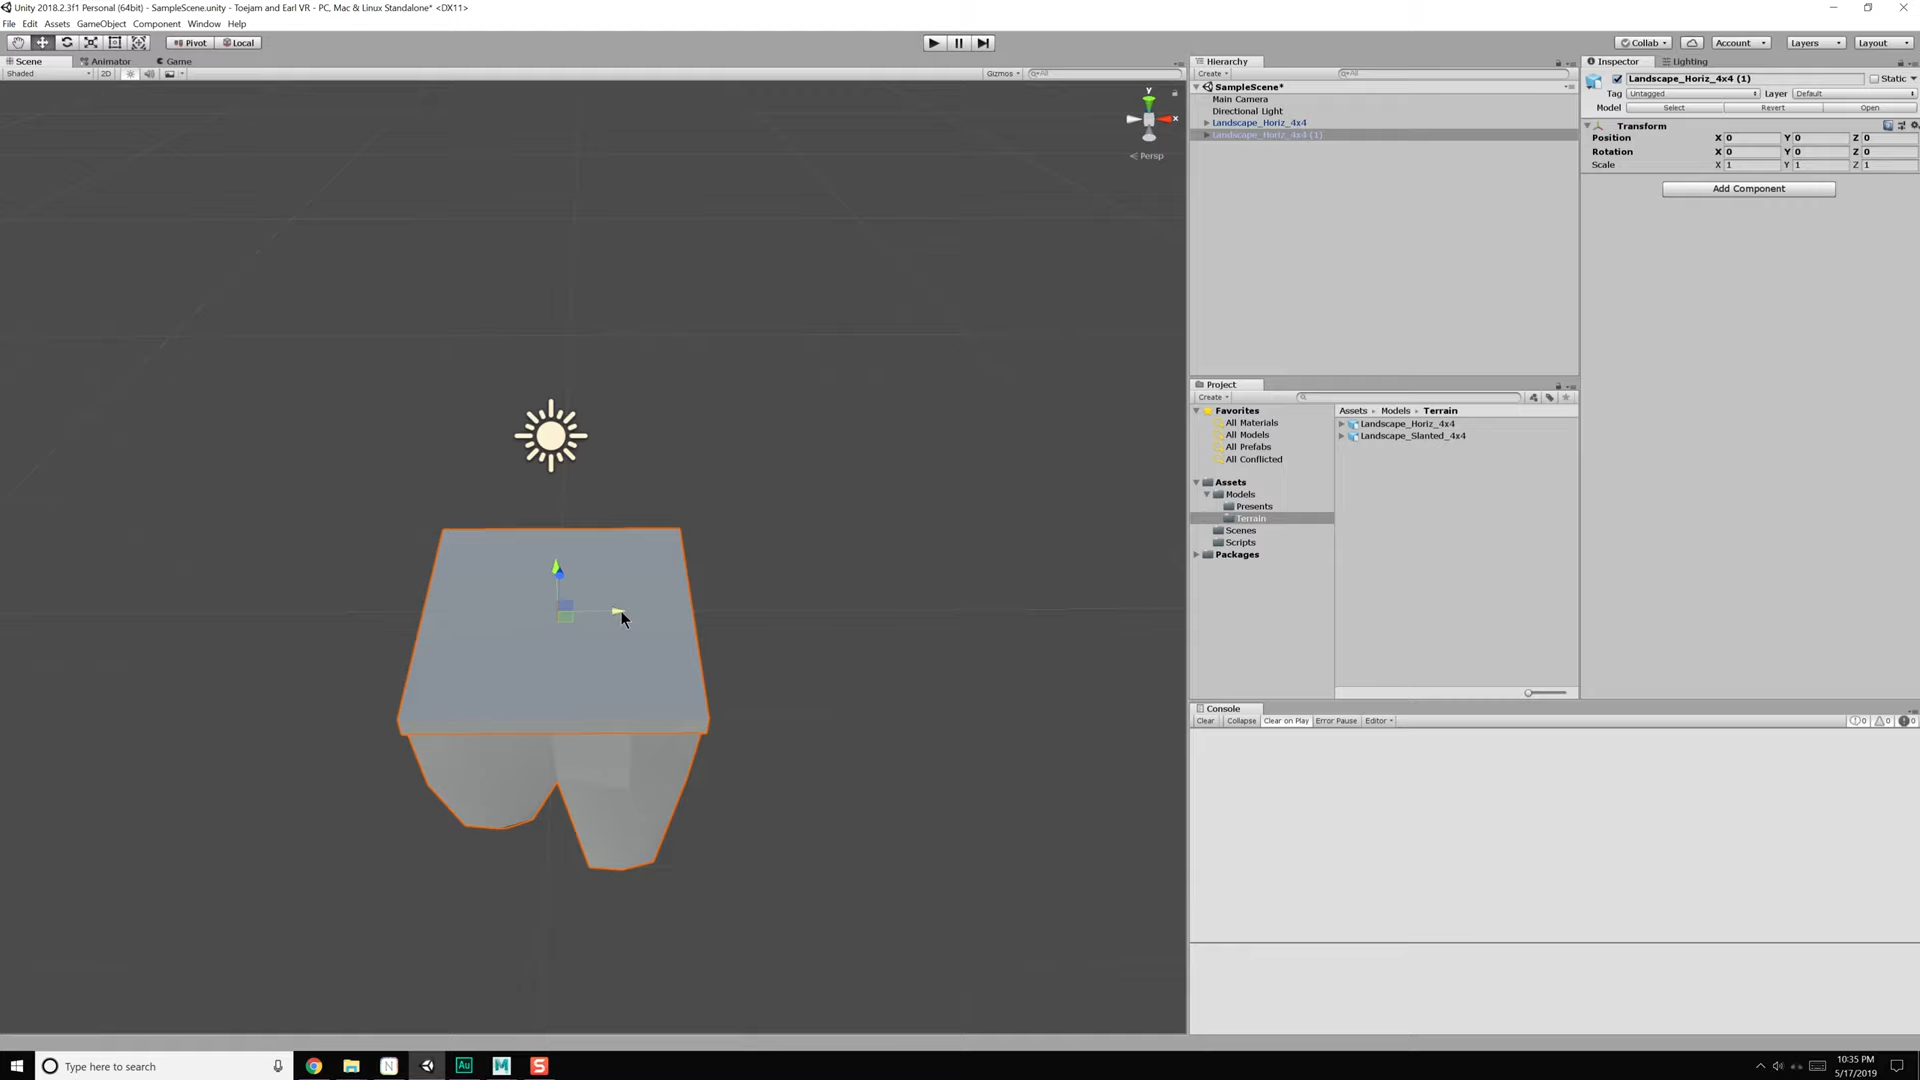 Unity 2018.2.3f1 Personal (64bit) - SampleScene.unity - Toejam and Earl VR - PC, Mac & Linux Standalone* <DX11>
File Edit Assets GameObject Component Window Help
Pivot Local Collab Account Layers Layout
Scene Animator Game
Shaded 2D Gizmos All
y
x
Persp
Hierarchy
Create All
SampleScene*
Main Camera
Directional Light
Landscape_Horiz_4x4
Landscape_Horiz_4x4 (1)
Project
Create
Favorites
All Materials
All Models
All Prefabs
All Conflicted
Assets
Models
Presents
Terrain
Scenes
Scripts
Packages
Assets Models Terrain
Landscape_Horiz_4x4
Landscape_Slanted_4x4
Console
Clear Collapse Clear on Play Error Pause Editor 0 0 0
Inspector Lighting
Landscape_Horiz_4x4 (1) Static
Tag Untagged Layer Default
Model Select Revert Open
Transform
Position X 0 Y 0 Z 0
Rotation X 0 Y 0 Z 0
Scale X 1 Y 1 Z 1
Add Component
Type here to search
N Au M S
10:35 PM
5/17/2019